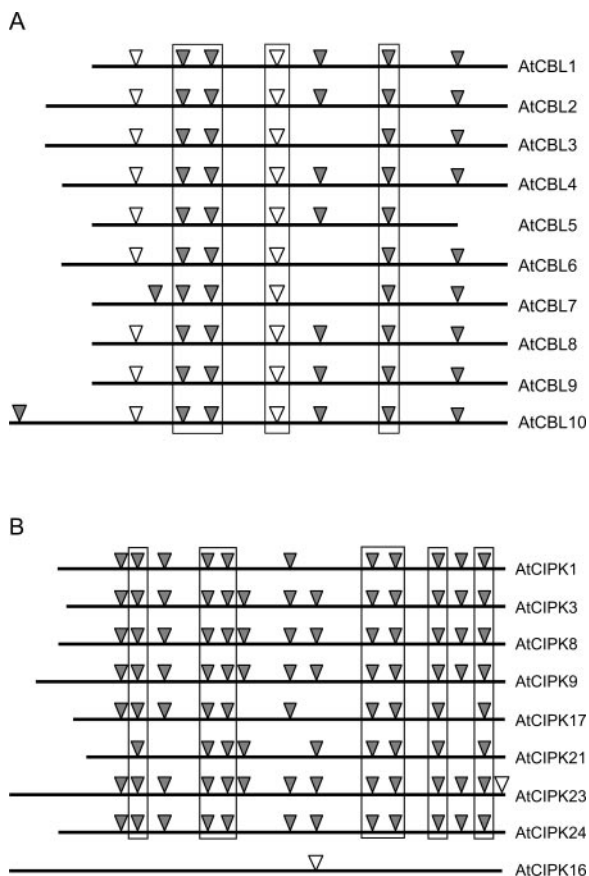 A
AtCBL1
AtCBL2
AtCBL3
AtCBL4
AtCBL5
AtCBL6
AtCBL7
AtCBL8
AtCBL9
AtCBL10
B
AtCIPK1
AtCIPK3
AtCIPK8
AtCIPK9
AtCIPK17
AtCIPK21
AtCIPK23
AtCIPK24
AtCIPK16